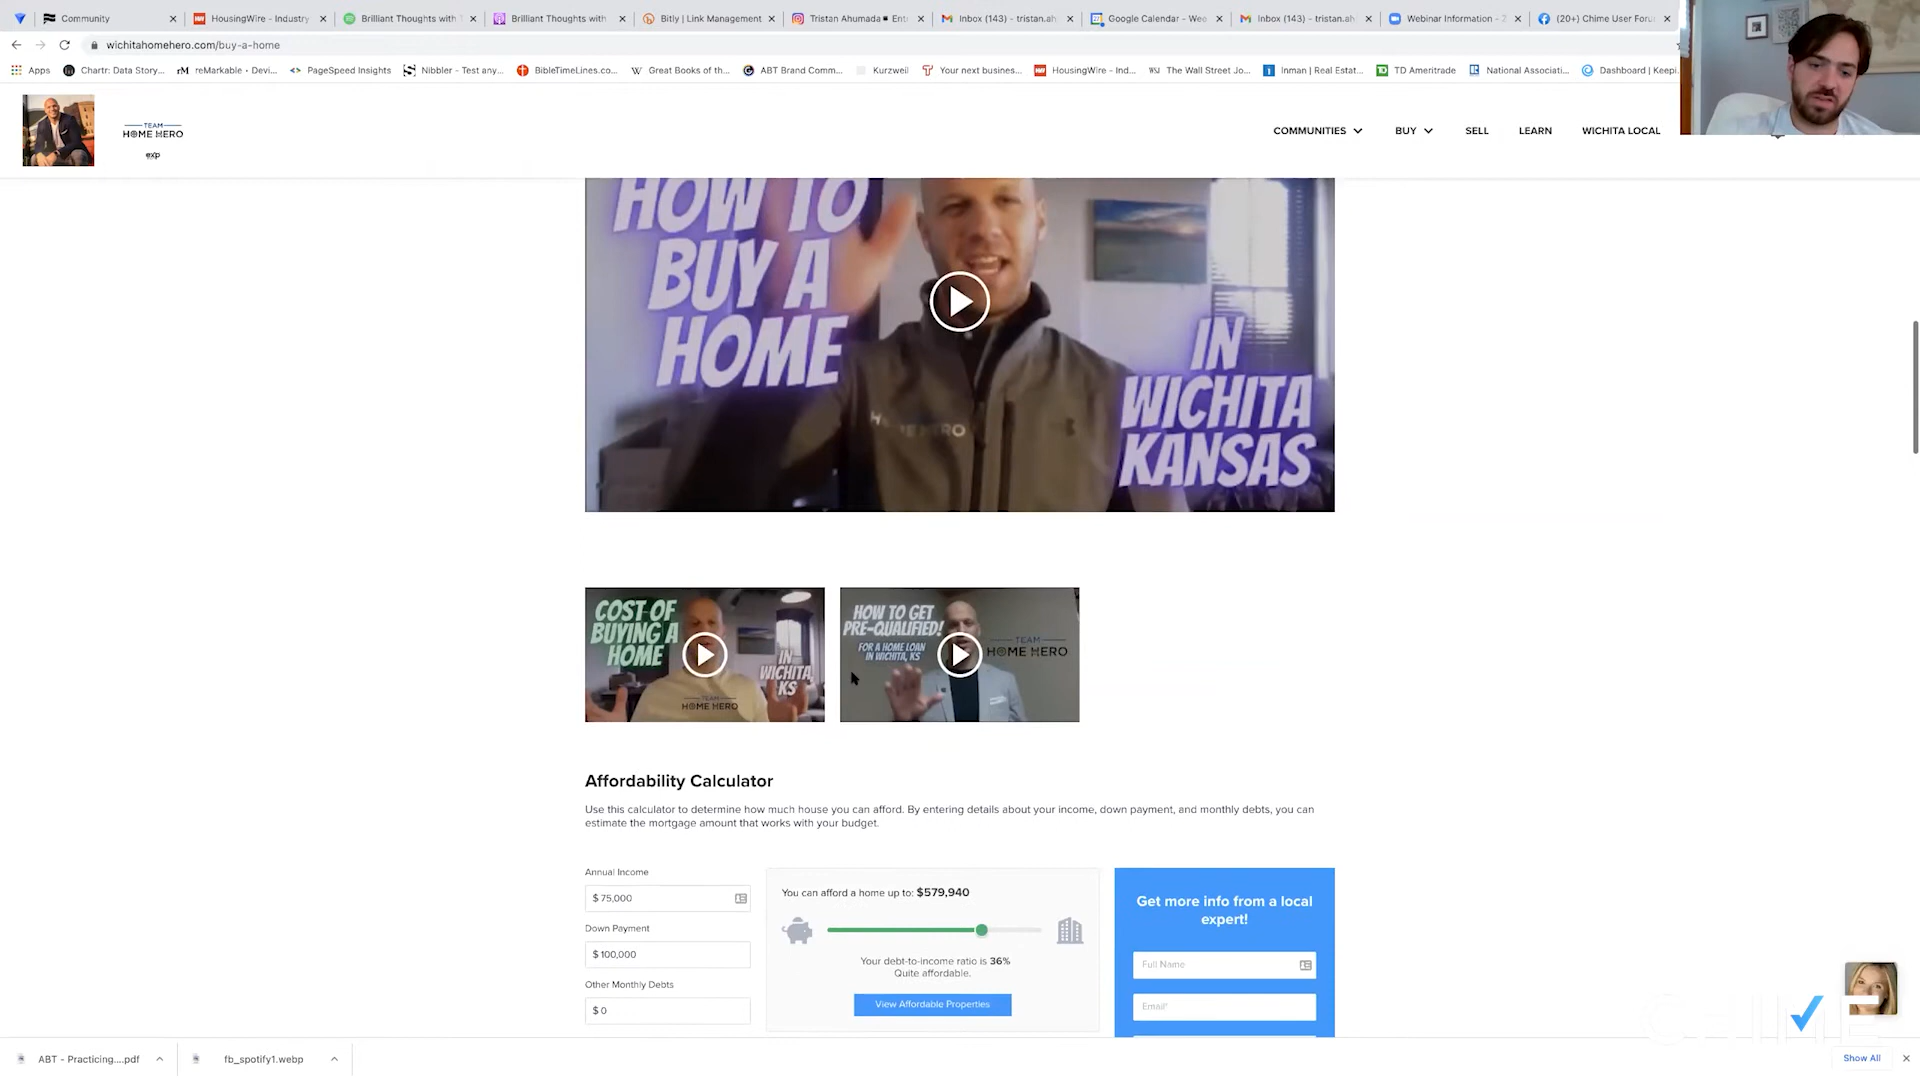 Community
HousingWire - Industry
Brilliant Thoughts with T
Brilliant Thoughts with
Bitly | Link Management
Tristan Ahumada
Inbox (143) - tristan.ah
Google Calendar - Wee
Inbox (143) - tristan.ah
Webinar Information - Z
(20+) Chime User Foru
wichitahomehero.com/buy-a-home
Apps
Chartr: Data Story...
reMarkable • Devi...
PageSpeed Insights
Nibbler - Test any...
BibleTimeLines.co...
Great Books of th...
ABT Brand Comm...
Kurzweil
Your next busines...
HousingWire - Ind...
The Wall Street Jo...
Inman | Real Estat...
TD Ameritrade
National Associati...
Dashboard | Keepi...
TEAM
HOME HERO
exp
COMMUNITIES
BUY
SELL
LEARN
WICHITA LOCAL
HOW TO
BUY A
HOME
IN
WICHITA
KANSAS
HOME HERO
COST OF
BUYING A
HOME
IN
WICHITA,
KS
TEAM
HOME HERO
HOW TO GET
PRE-QUALIFIED!
FOR A HOME LOAN
IN WICHITA, KS
TEAM
HOME HERO
Affordability Calculator
Use this calculator to determine how much house you can afford. By entering details about your income, down payment, and monthly debts, you can
estimate the mortgage amount that works with your budget.
Annual Income
$ 75,000
Down Payment
$ 100,000
Other Monthly Debts
$ 0
You can afford a home up to: $579,940
Your debt-to-income ratio is 36%
Quite affordable.
View Affordable Properties
Get more info from a local
expert!
Full Name
Email*
ABT - Practicing....pdf
fb_spotify1.webp
Show All